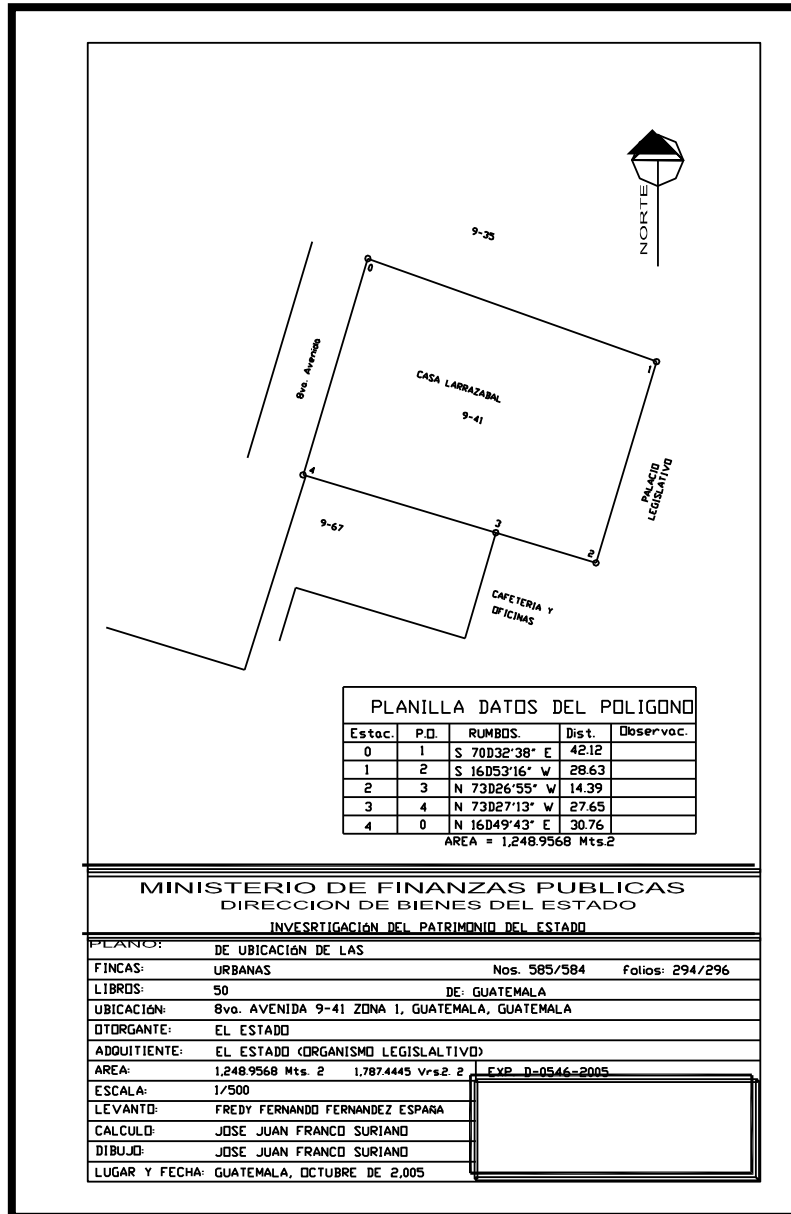 NORTE
9-35
0
1
8va. Avenida
CASA LARRAZABAL
9-41
PALACIO
LEGISLATIVO
4
3
2
9-67
CAFETERIA Y
OFICINAS
PLANILLA DATOS DEL POLIGONO
Estac. P.O. RUMBOS. Dist. Observac.
0 1 S 70D32'38" E 42.12
1 2 S 16D53'16" W 28.63
2 3 N 73D26'55" W 14.39
3 4 N 73D27'13" W 27.65
4 0 N 16D49'43" E 30.76
AREA = 1,248.9568 Mts.2
MINISTERIO DE FINANZAS PUBLICAS
DIRECCION DE BIENES DEL ESTADO
INVESRTIGACIóN DEL PATRIMONIO DEL ESTADO
PLANO: DE UBICACIóN DE LAS
FINCAS: URBANAS Nos. 585/584 folios: 294/296
LIBROS: 50 DE: GUATEMALA
UBICACIóN: 8va. AVENIDA 9-41 ZONA 1, GUATEMALA, GUATEMALA
OTORGANTE: EL ESTADO
ADQUITIENTE: EL ESTADO (ORGANISMO LEGISLALTIVO)
AREA: 1,248.9568 Mts. 2 1,787.4445 Vrs.2. 2 EXP. D-0546-2005
ESCALA: 1/500
LEVANTO: FREDY FERNANDO FERNANDEZ ESPAñA
CALCULO: JOSE JUAN FRANCO SURIANO
DIBUJO: JOSE JUAN FRANCO SURIANO
LUGAR Y FECHA: GUATEMALA, OCTUBRE DE 2,005